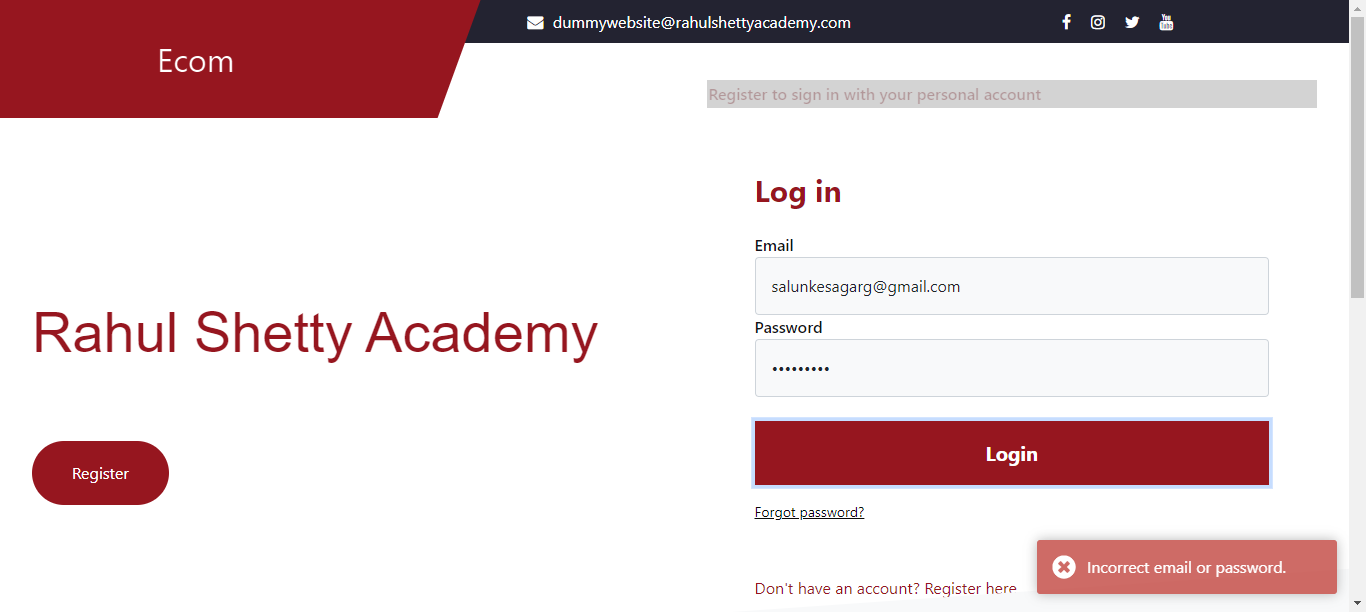 Ecom
dummywebsite@rahulshettyacademy.com
Register to sign in with your personal account
Log in
Email
salunkesagarg@gmail.com
Password
•••••••••
Rahul Shetty Academy
Login
Register
Forgot password?
Incorrect email or password.
Don't have an account? Register here